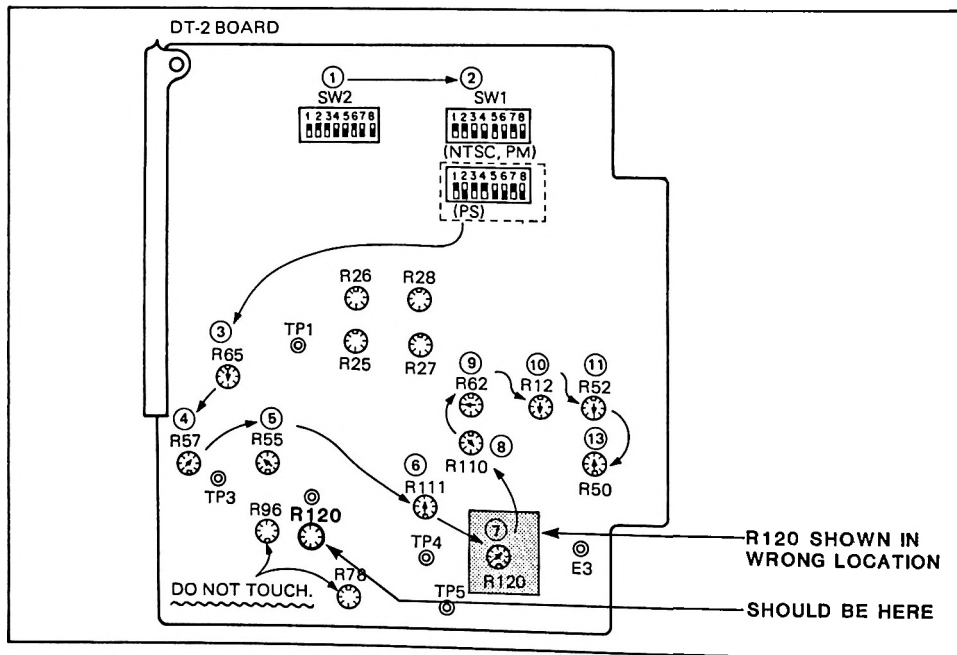 DT-2 BOARD
① ②
SW2 SW1
1 2 3 4 5 6 7 8 1 2 3 4 5 6 7 8
(NTSC, PM)
1 2 3 4 5 6 7 8
(PS)
R26 R28
③ TP1
R65 R25 R27
⑨ ⑩ ⑪
R62 R12 R52
④ ⑤
R57 R55
⑧ ⑬
R110 R50
⑥
R111
TP3
R96 R120
⑦
TP4
R120
E3
R120 SHOWN IN
WRONG LOCATION
DO NOT TOUCH.
R78
TP5
SHOULD BE HERE